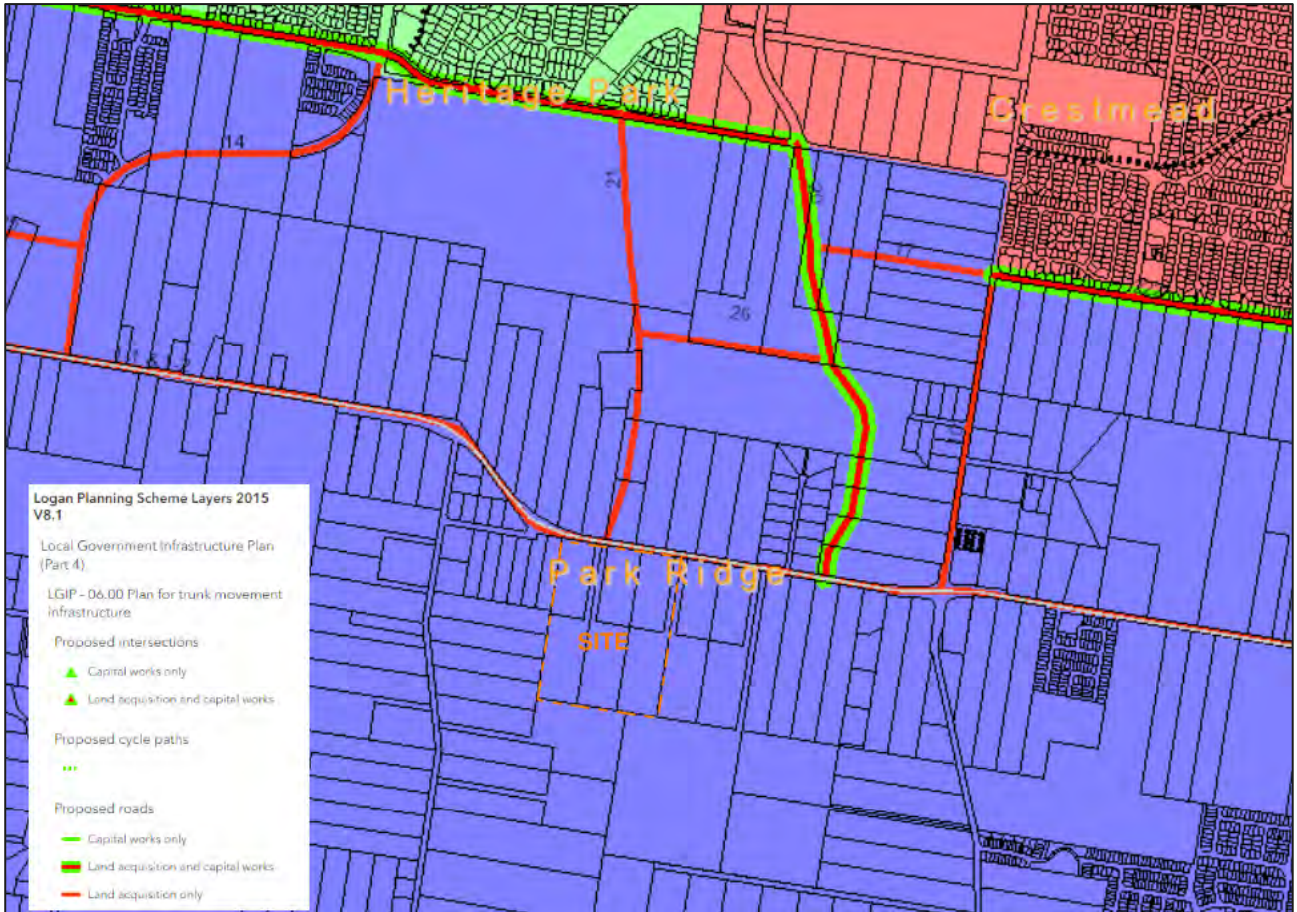 Heritage Park
Crestmead
14
21
26
17
Park Ridge
SITE
Logan Planning Scheme Layers 2015
V8.1
Local Government Infrastructure Plan
(Part 4)
LGIP - 06.00 Plan for trunk movement
infrastructure
Proposed intersections
Capital works only
Land acquisition and capital works
Proposed cycle paths
Proposed roads
Capital works only
Land acquisition and capital works
Land acquisition only